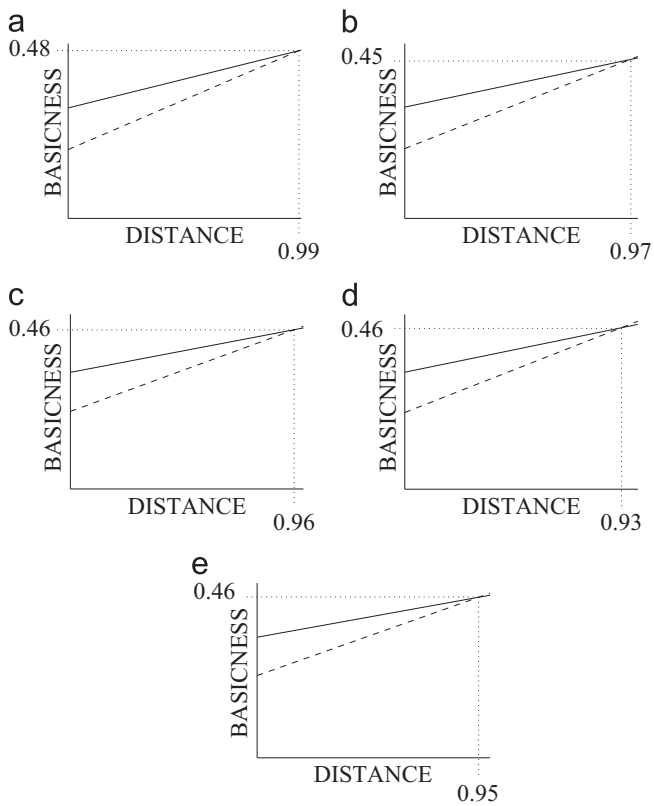 a
0.48
BASICNESS
DISTANCE
0.99
b
0.45
BASICNESS
DISTANCE
0.97
c
0.46
BASICNESS
DISTANCE
0.96
d
0.46
BASICNESS
DISTANCE
0.93
e
0.46
BASICNESS
DISTANCE
0.95